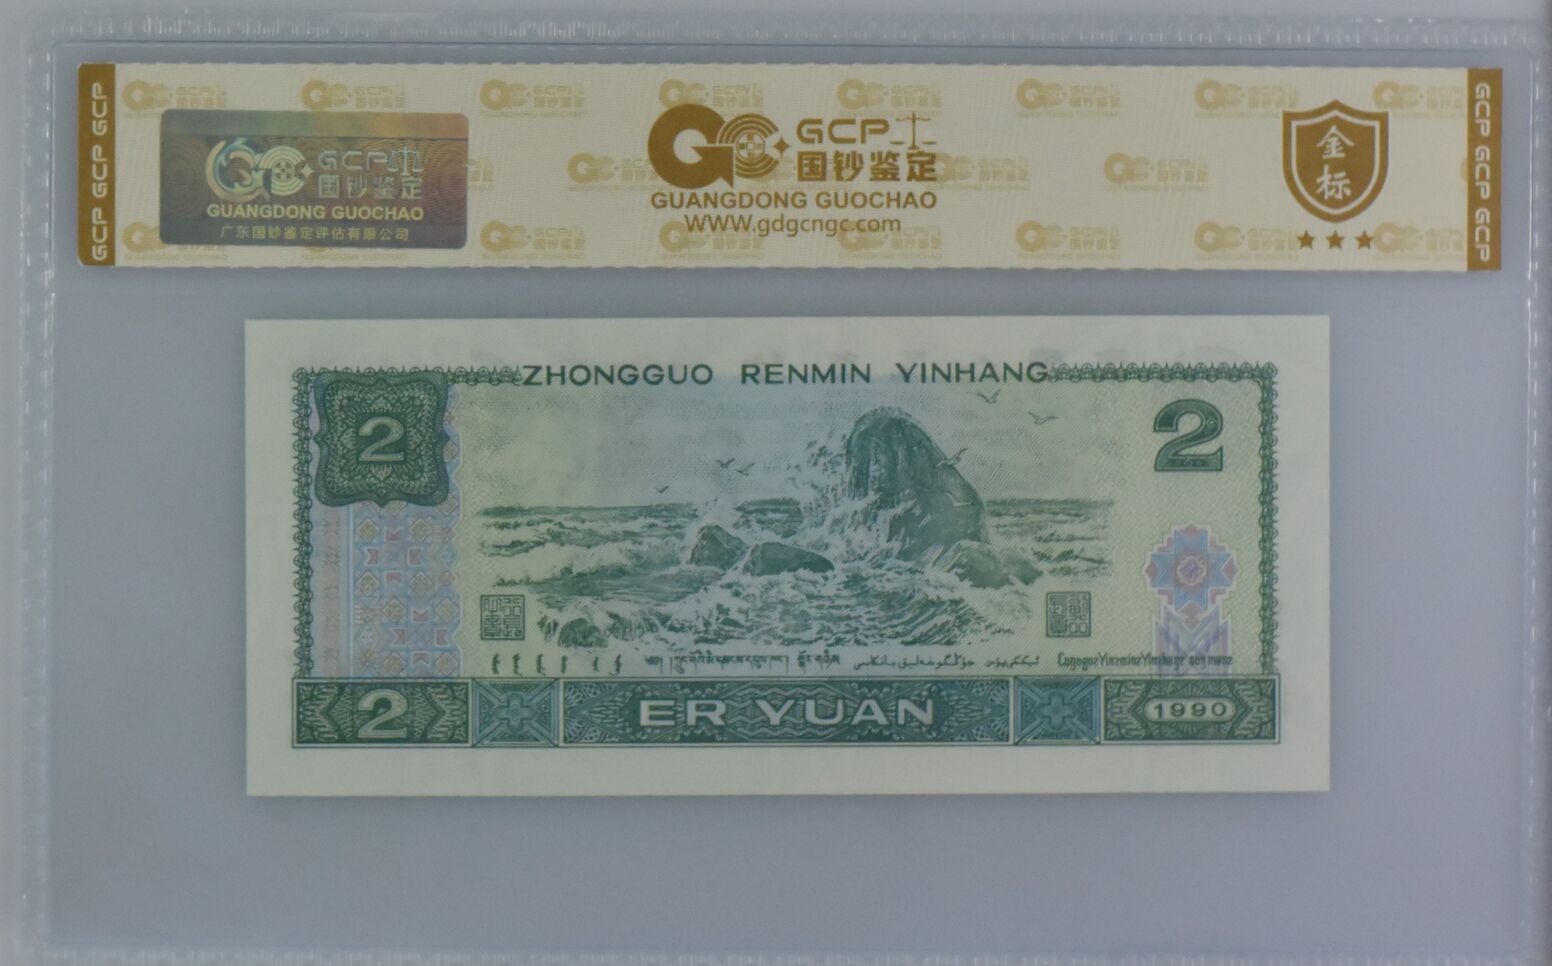 GCP GCP GCP
GCP
国钞鉴定
GUANGDONG GUOCHAO
广东国钞鉴定评估有限公司
GCP
国钞鉴定
GUANGDONG GUOCHAO
WWW.gdgcngc.com
金
标
GCP GCP GCP
ZHONGGUO RENMIN YINHANG
2
2
2
ER YUAN
1990